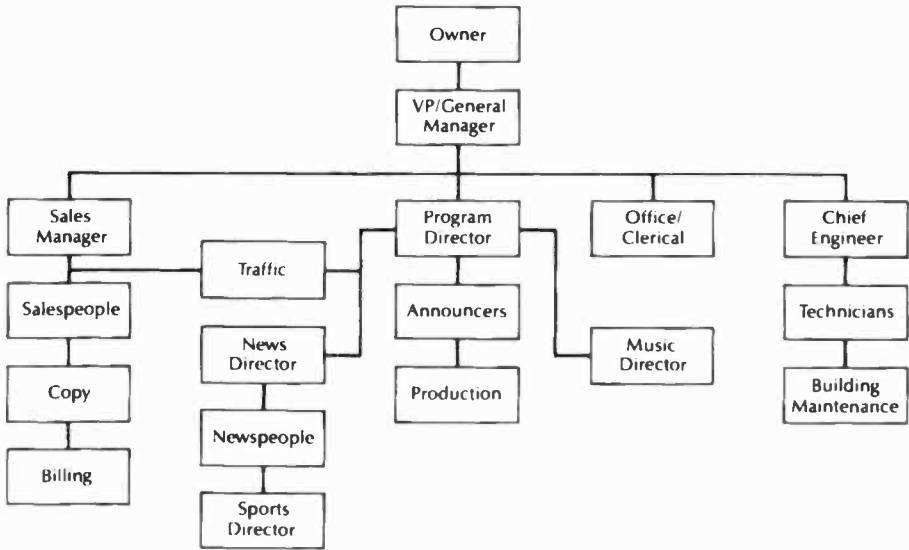 Owner
VP/General
Manager
Sales
Manager
Program
Director
Office/
Clerical
Chief
Engineer
Traffic
Salespeople
Announcers
Technicians
News
Director
Music
Director
Copy
Production
Building
Maintenance
Newspeople
Billing
Sports
Director